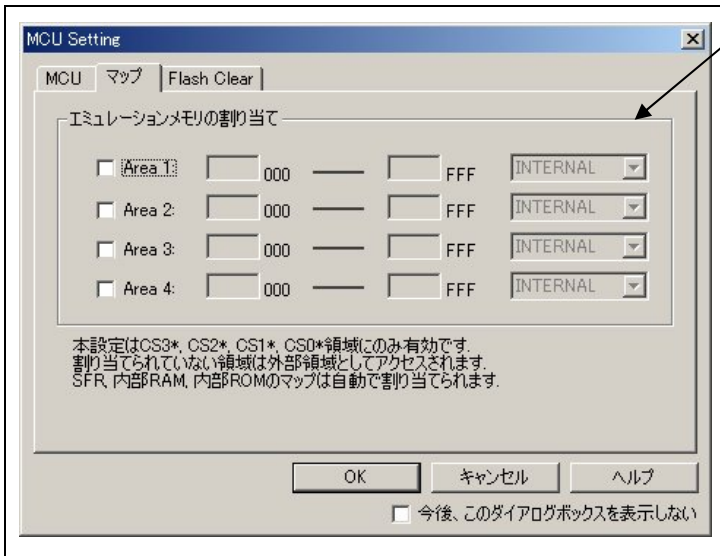 MCU Setting
MCU マップ Flash Clear
エミュレーションメモリの割り当て
Area 1: 000 FFF INTERNAL
Area 2: 000 FFF INTERNAL
Area 3: 000 FFF INTERNAL
Area 4: 000 FFF INTERNAL
本設定はCS3*, CS2*, CS1*, CS0*領域にのみ有効です.
割り当てられていない領域は外部領域としてアクセスされます.
SFR, 内部RAM, 内部ROMのマップは自動で割り当てられます.
OK キャンセル ヘルプ
今後、このダイアログボックスを表示しない